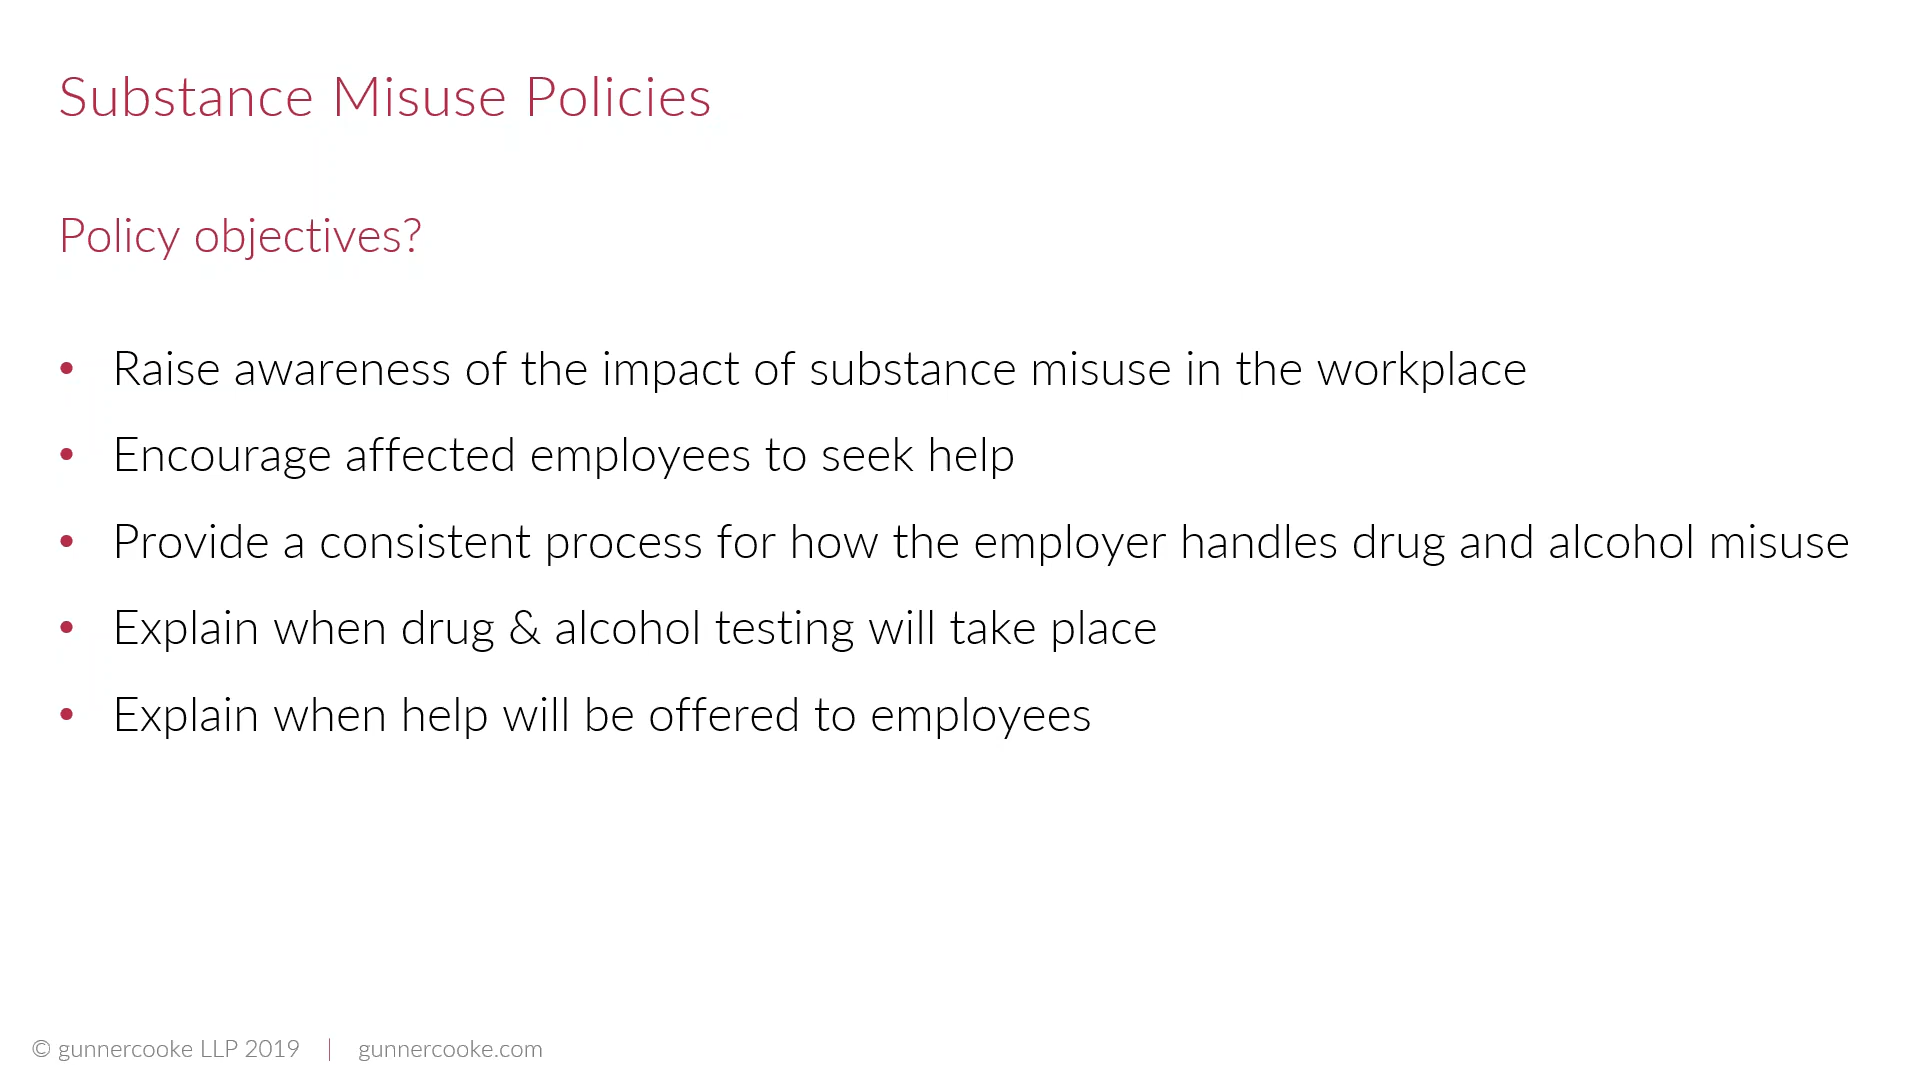 Substance Misuse Policies
Policy objectives?
• Raise awareness of the impact of substance misuse in the workplace
• Encourage affected employees to seek help
• Provide a consistent process for how the employer handles drug and alcohol misuse
• Explain when drug & alcohol testing will take place
• Explain when help will be offered to employees
© gunnercooke LLP 2019 | gunnercooke.com